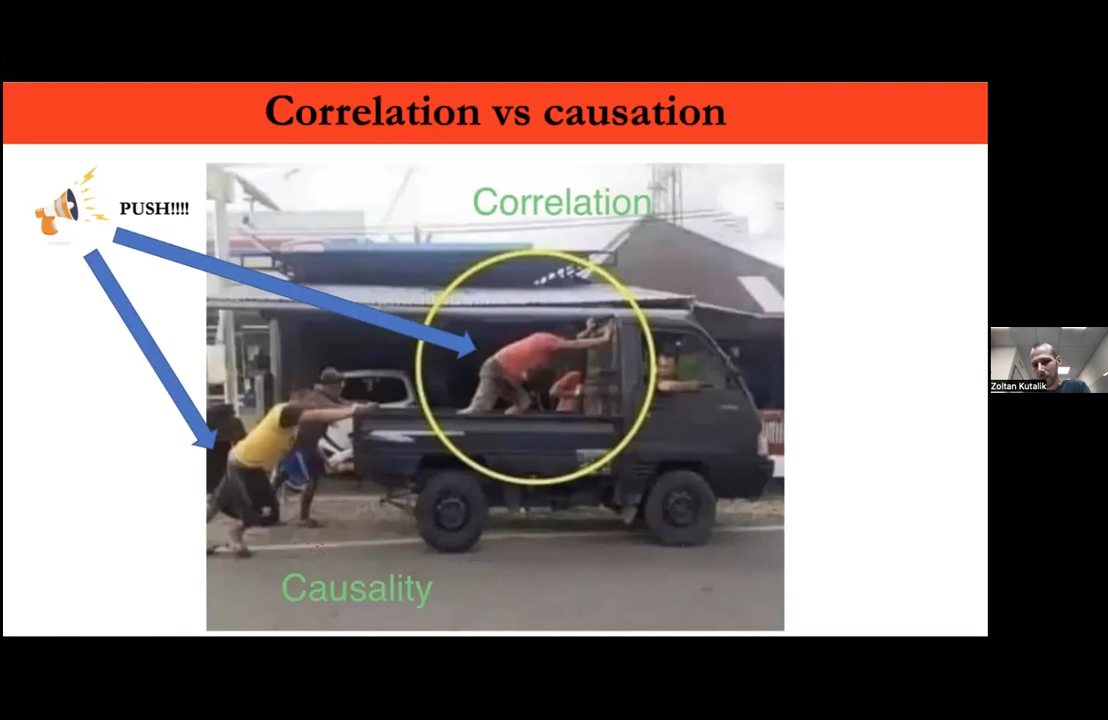 Correlation vs causation
PUSH!!!!
Correlation
Causality
Zoltan Kutalik